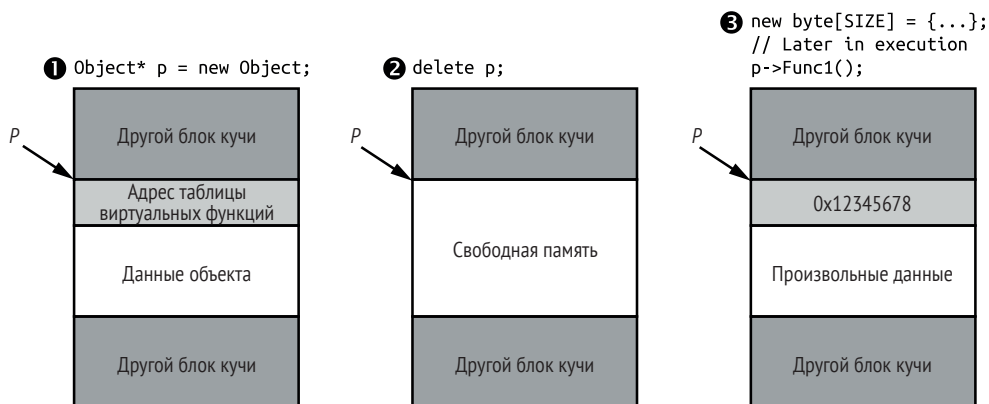 ❶ Object* p = new Object;
P
Другой блок кучи
Адрес таблицы
виртуальных функций
Данные объекта
Другой блок кучи
❷ delete p;
P
Другой блок кучи
Свободная память
Другой блок кучи
❸ new byte[SIZE] = {...};
// Later in execution
p->Func1();
P
Другой блок кучи
0x12345678
Произвольные данные
Другой блок кучи